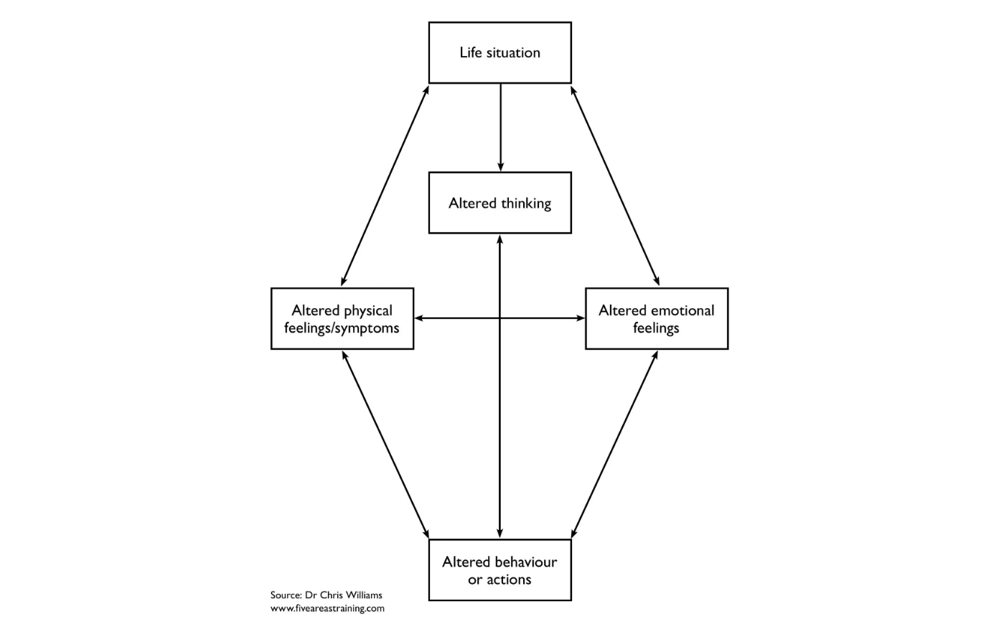 Life situation
Altered thinking
Altered physical
feelings/symptoms
Altered emotional
feelings
Altered behaviour
or actions
Source: Dr Chris Williams
www.fiveareastraining.com